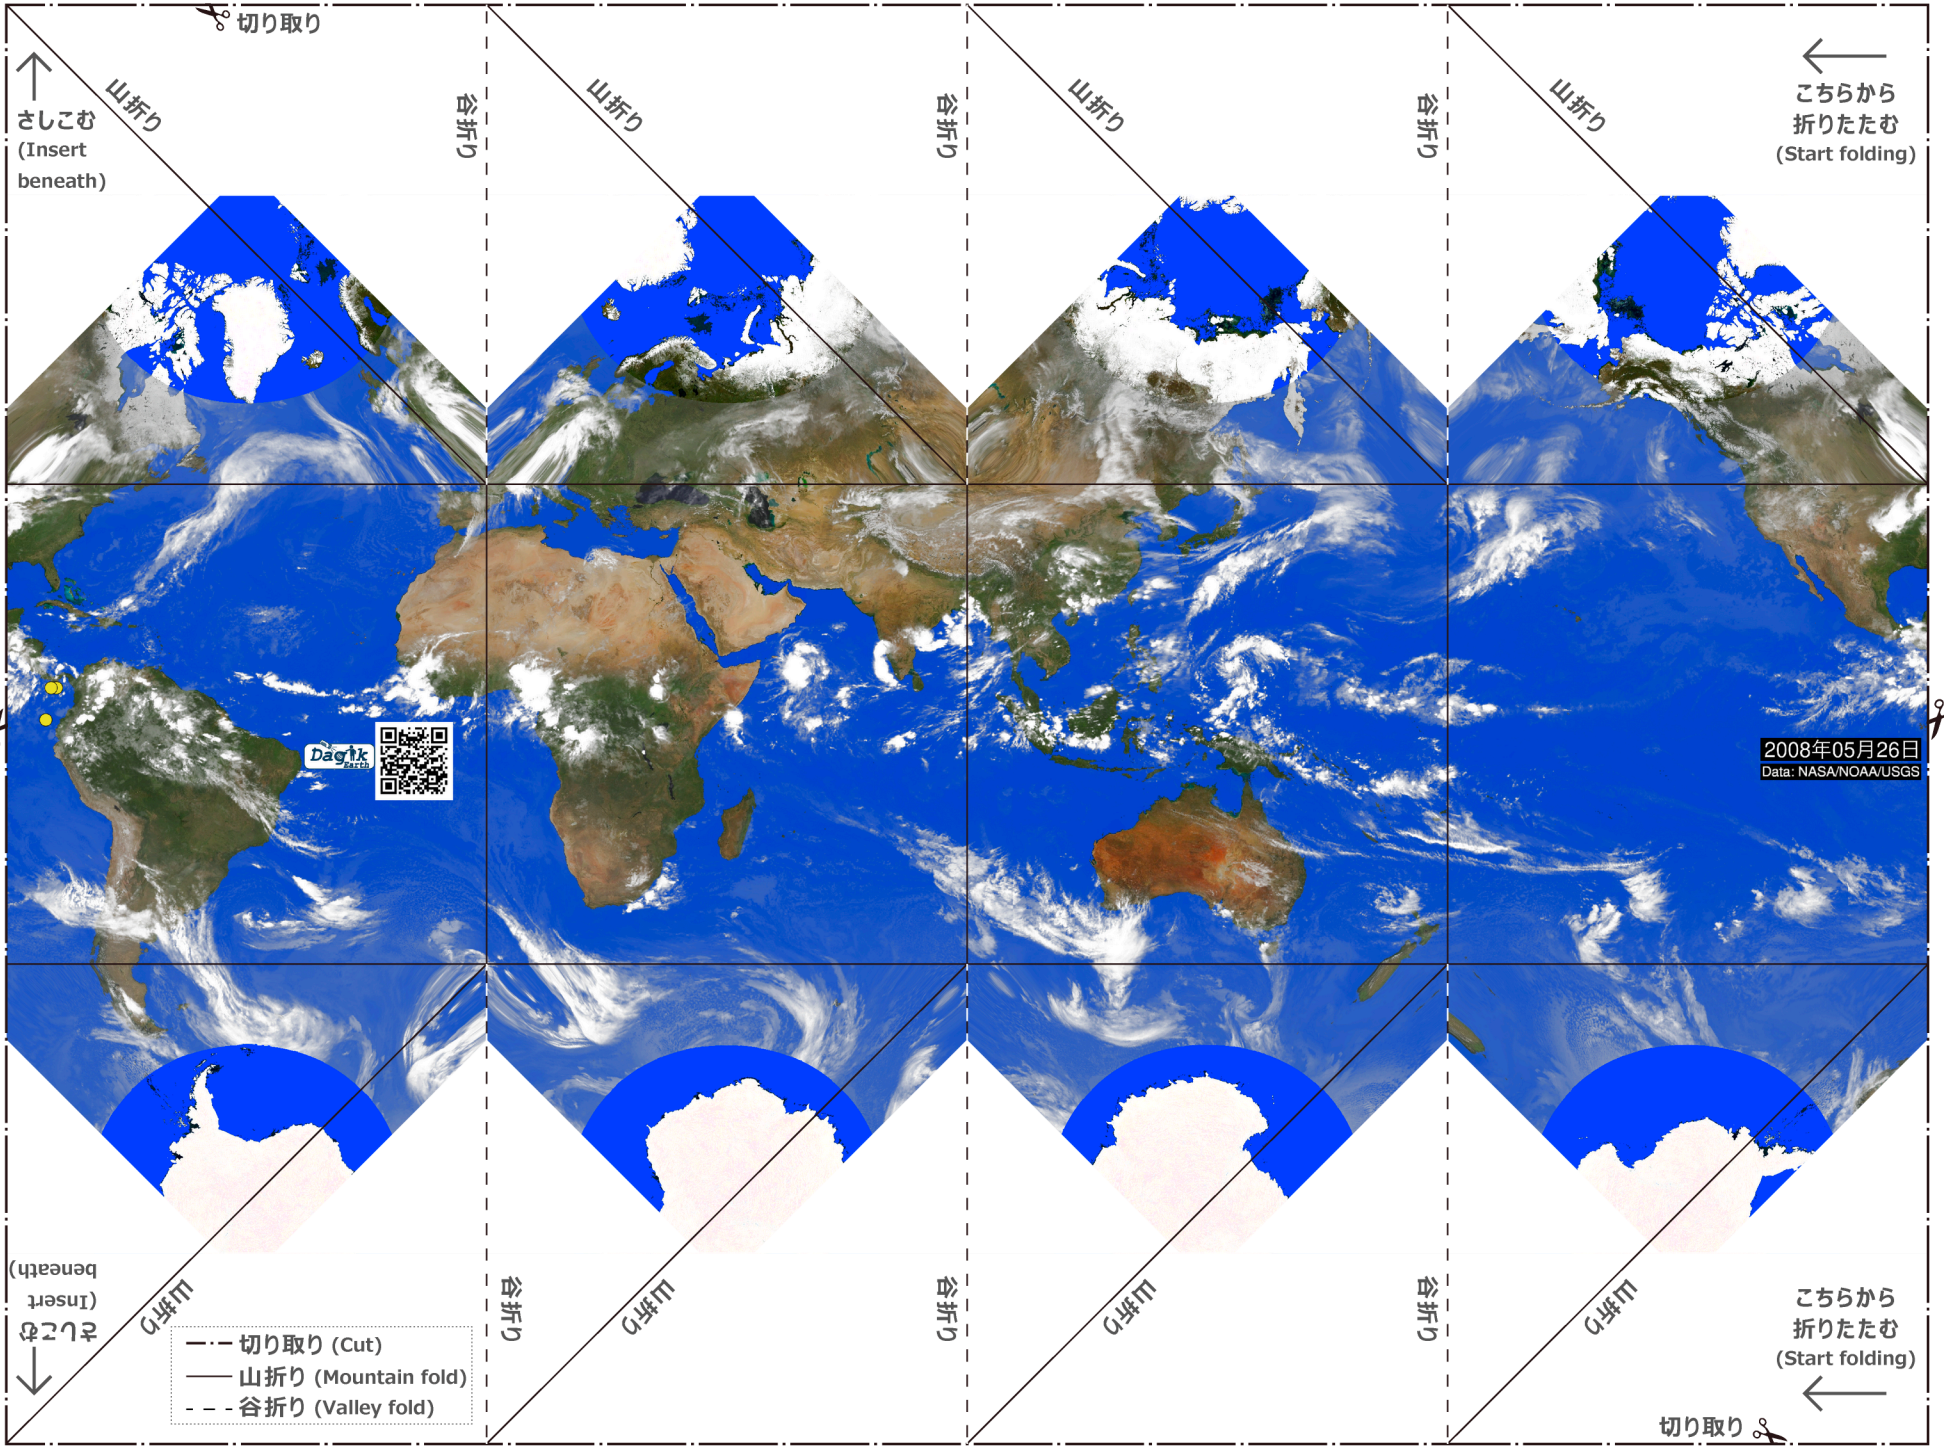 切り取り
山折り
谷折り
山折り
谷折り
山折り
谷折り
山折り
さしこむ
(Insert
beneath)
こちらから
折りたたむ
(Start folding)
Dagik
Earth
2008年05月26日
Data: NASA/NOAA/USGS
さしこむ
(Insert
beneath)
山折り
谷折り
山折り
谷折り
山折り
谷折り
山折り
こちらから
折りたたむ
(Start folding)
切り取り (Cut)
山折り (Mountain fold)
谷折り (Valley fold)
切り取り